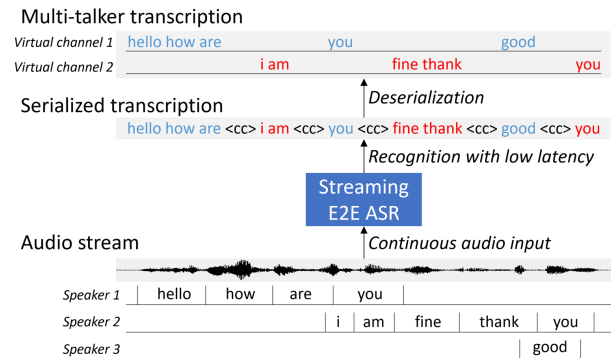 Multi-talker transcription
Virtual channel 1 hello how are you good
Virtual channel 2 i am fine thank you
Deserialization
Serialized transcription
hello how are <cc> i am <cc> you <cc> fine thank <cc> good <cc> you
Recognition with low latency
Streaming
E2E ASR
Audio stream
Continuous audio input
Speaker 1 hello how are you
Speaker 2 i am fine thank you
Speaker 3 good